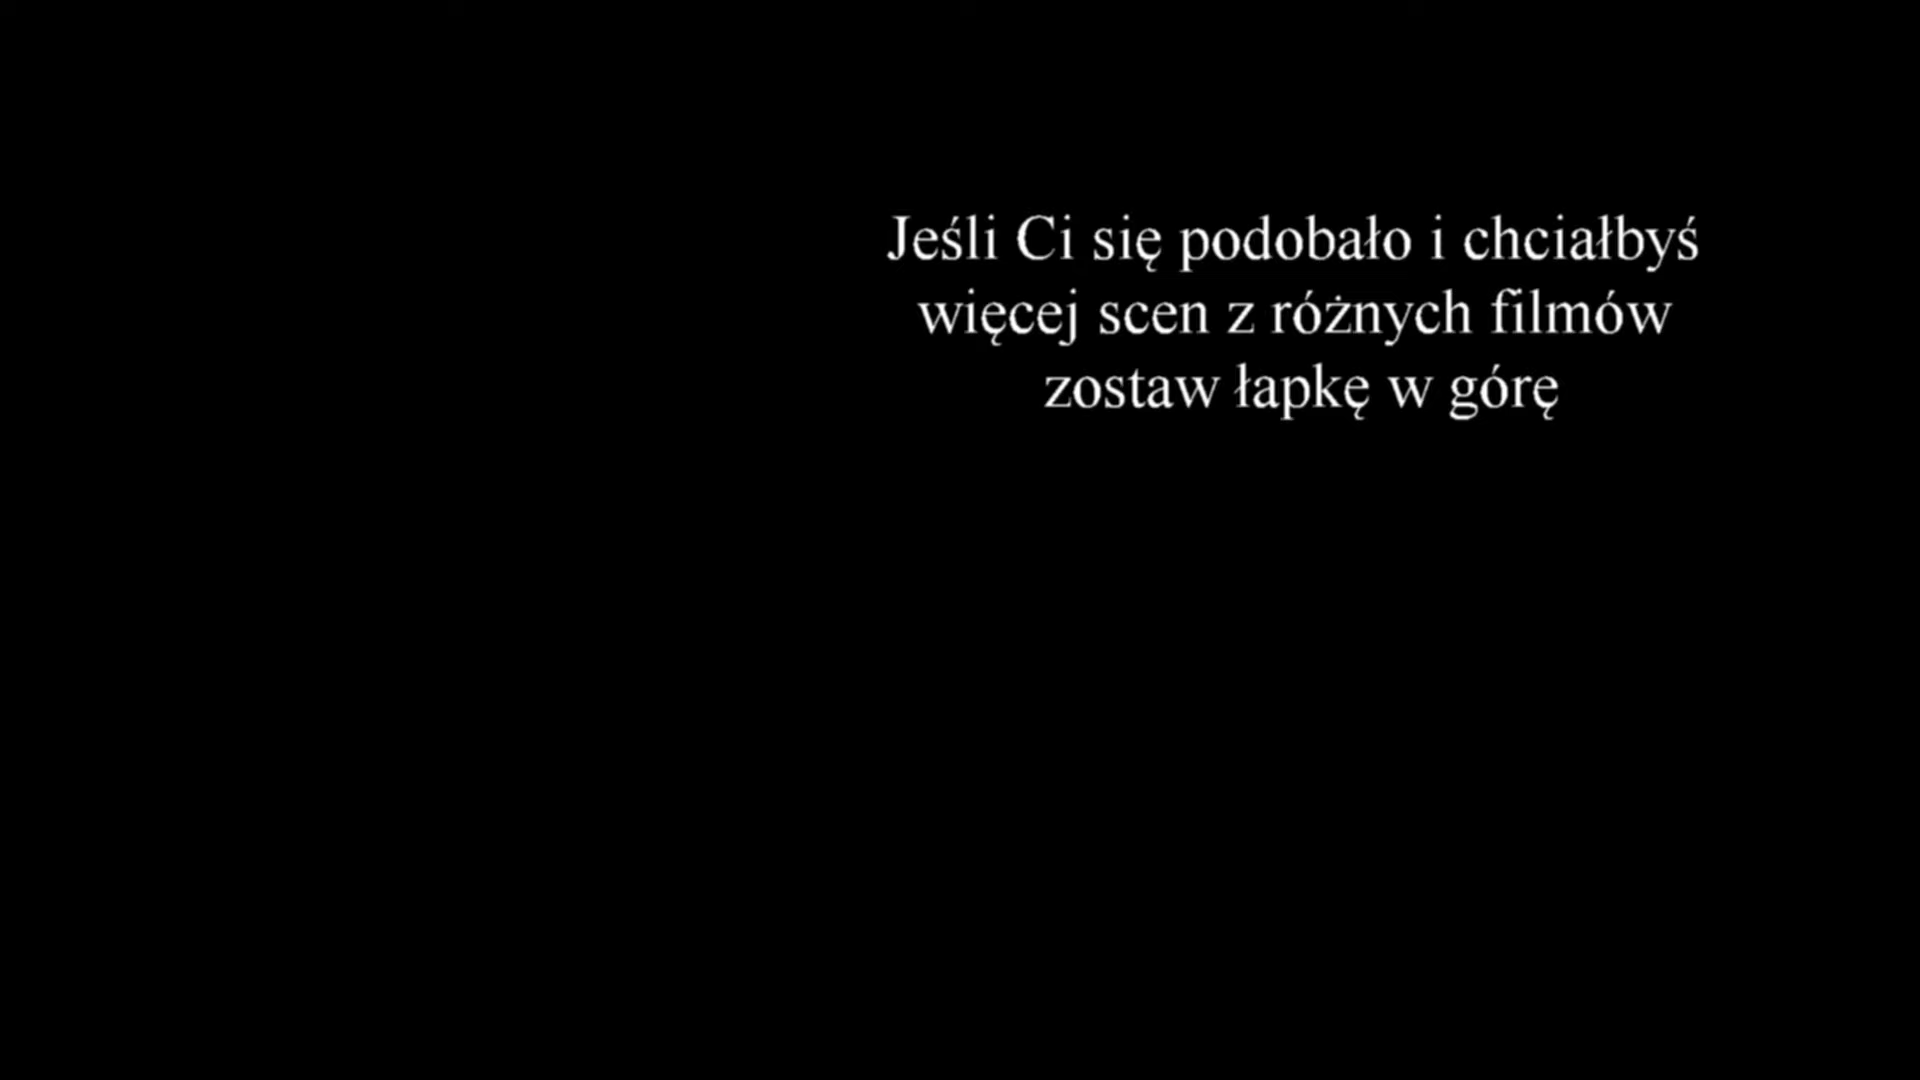 Jeśli Ci się podobało i chciałbyś
więcej scen z różnych filmów
zostaw łapkę w górę